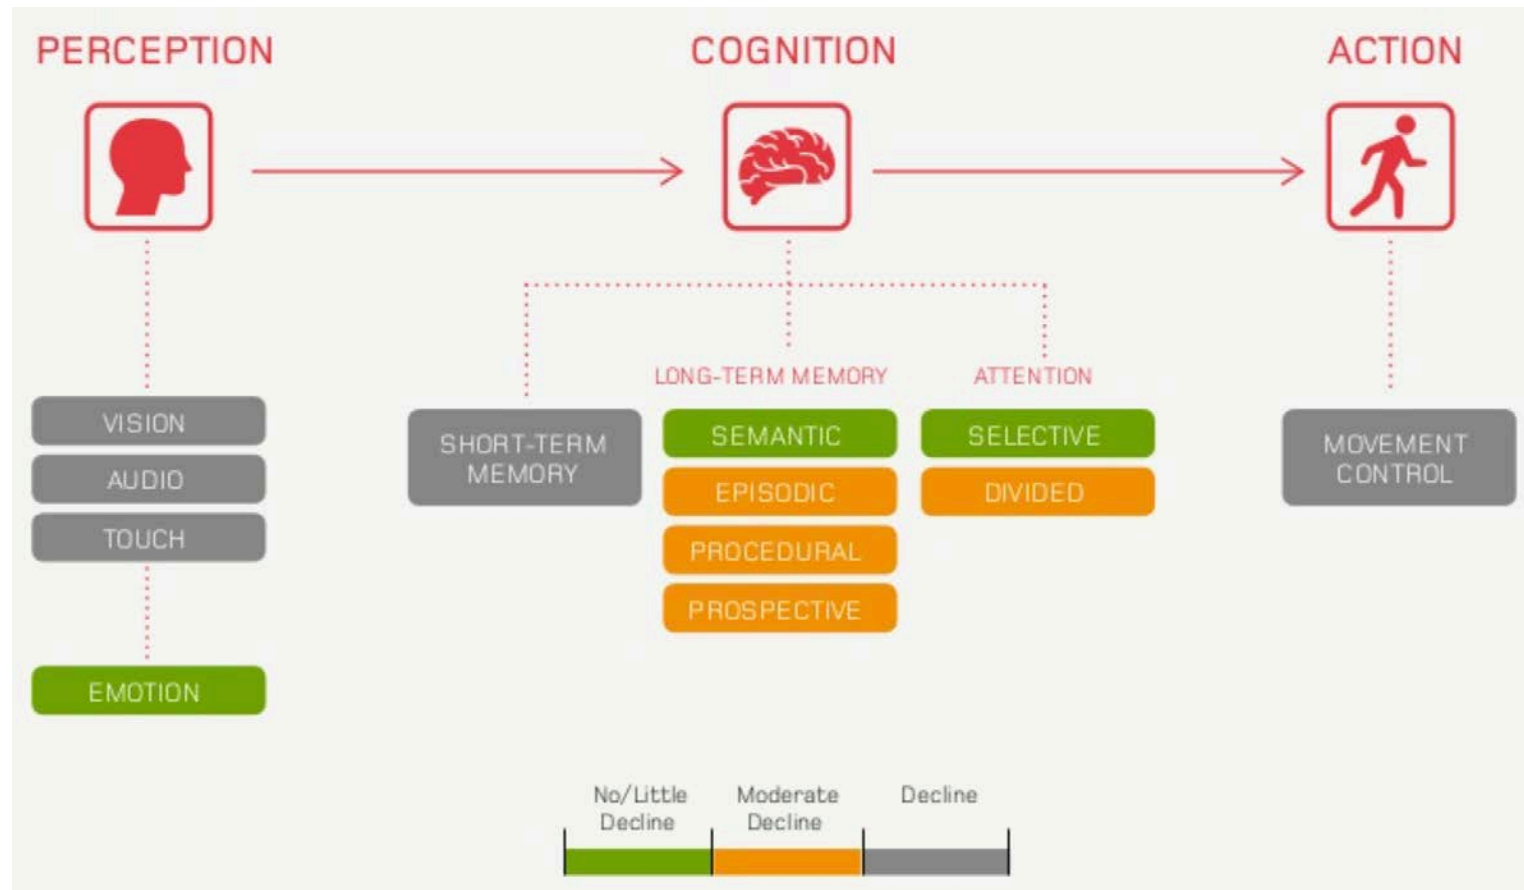 PERCEPTION
COGNITION
ACTION
VISION
AUDIO
TOUCH
EMOTION
SHORT-TERM
MEMORY
LONG-TERM MEMORY
SEMANTIC
EPISODIC
PROCEDURAL
PROSPECTIVE
ATTENTION
SELECTIVE
DIVIDED
MOVEMENT
CONTROL
No/Little
Decline
Moderate
Decline
Decline